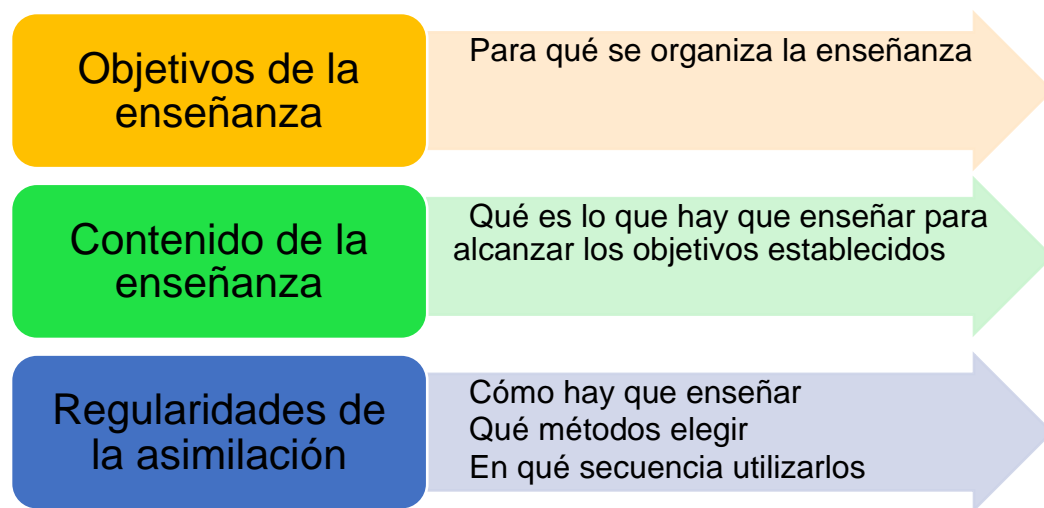 Objetivos de la
enseñanza
Para qué se organiza la enseñanza
Contenido de la
enseñanza
Qué es lo que hay que enseñar para
alcanzar los objetivos establecidos
Regularidades de
la asimilación
Cómo hay que enseñar
Qué métodos elegir
En qué secuencia utilizarlos